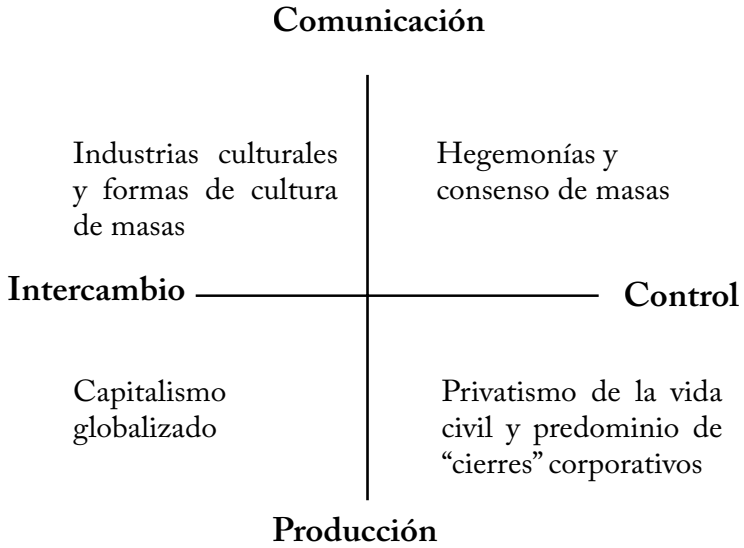 Comunicación
Industrias culturales
y formas de cultura
de masas
Hegemonías y
consenso de masas
Intercambio
Control
Capitalismo
globalizado
Privatismo de la vida
civil y predominio de
“cierres” corporativos
Producción